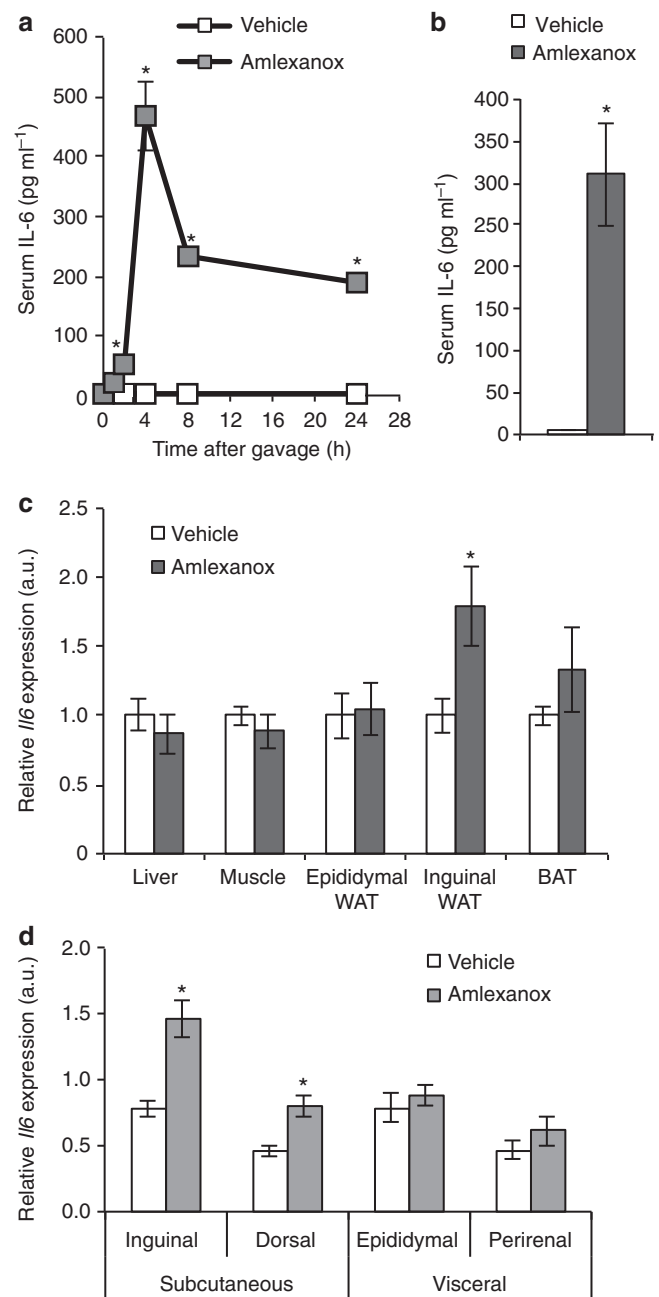 a
Vehicle
Amlexanox
600
500
400
300
200
100
0
*
*
*
*
Serum IL-6 (pg ml⁻¹)
0 4 8 12 16 20 24 28
Time after gavage (h)
b
Vehicle
Amlexanox
400
350
300
250
200
150
100
50
0
*
Serum IL-6 (pg ml⁻¹)
c
2.5
2.0
1.5
1.0
0.5
0
Vehicle
Amlexanox
*
Relative Il6 expression (a.u.)
Liver Muscle Epididymal Inguinal BAT
WAT WAT
d
2.0
1.5
1.0
0.5
0.0
Vehicle
Amlexanox
*
*
Relative Il6 expression (a.u.)
Inguinal Dorsal Epididymal Perirenal
Subcutaneous Visceral